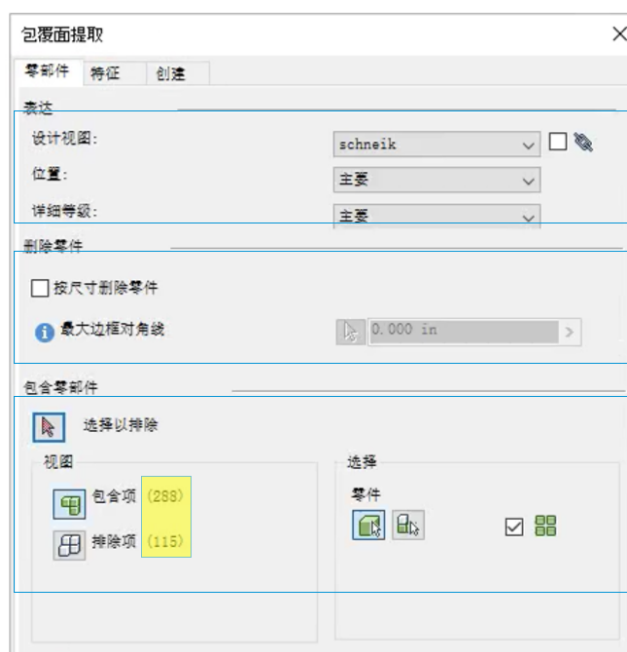 包覆面提取
零部件 特征 创建
表达
设计视图: schneik
位置: 主要
详细等级: 主要
删除零件
按尺寸删除零件
最大边框对角线 0.000 in
包含零部件
选择以排除
视图 选择
包含项 (288) 零件
排除项 (115)